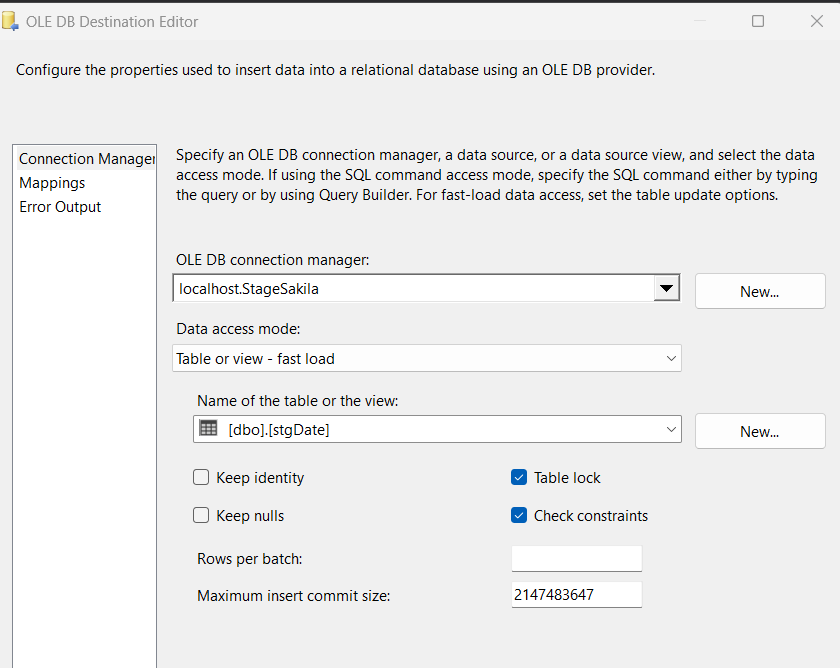 OLE DB Destination Editor
Configure the properties used to insert data into a relational database using an OLE DB provider.
Connection Manager
Mappings
Error Output
Specify an OLE DB connection manager, a data source, or a data source view, and select the data
access mode. If using the SQL command access mode, specify the SQL command either by typing
the query or by using Query Builder. For fast-load data access, set the table update options.
OLE DB connection manager:
localhost.StageSakila
New...
Data access mode:
Table or view - fast load
Name of the table or the view:
[dbo].[stgDate]
New...
Keep identity
Table lock
Keep nulls
Check constraints
Rows per batch:
Maximum insert commit size:
2147483647